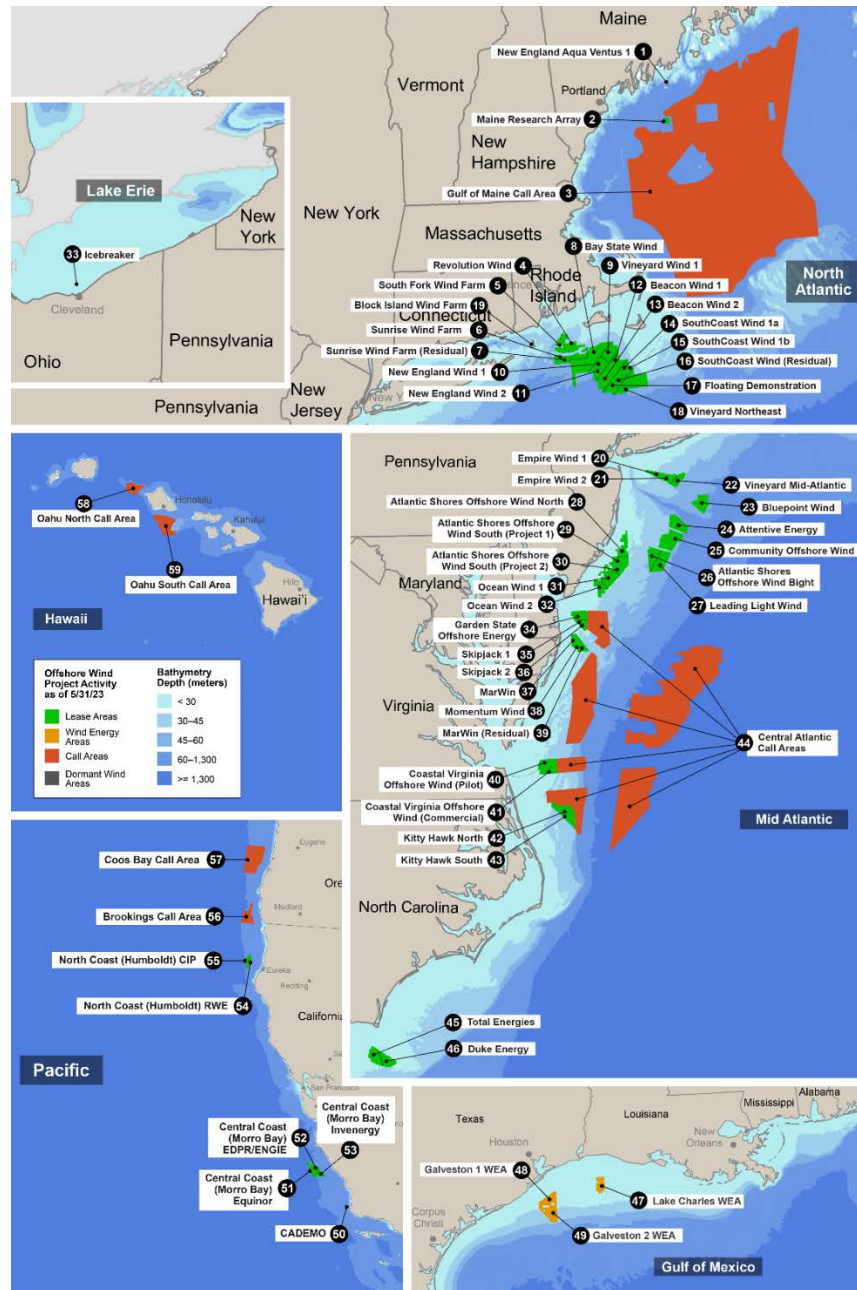 Maine
New England Aqua Ventus 1
1
Vermont
Portland
Maine Research Array
2
New
Hampshire
Lake Erie
New
York
New York
Gulf of Maine Call Area
3
Massachusetts
8
Bay State Wind
33
Icebreaker
Revolution Wind
4
9
Vineyard Wind 1
Rhode
Island
South Fork Wind Farm
5
12
Beacon Wind 1
North
Atlantic
Cleveland
Block Island Wind Farm
19
Connecticut
13
Beacon Wind 2
Sunrise Wind Farm
6
14
SouthCoast Wind 1a
Pennsylvania
Ohio
Sunrise Wind Farm (Residual)
7
15
SouthCoast Wind 1b
New England Wind 1
10
16
SouthCoast Wind (Residual)
New
Jersey
New England Wind 2
11
17
Floating Demonstration
Pennsylvania
18
Vineyard Northeast
58
Oahu North Call Area
Honolulu
Kahului
59
Oahu South Call Area
Hilo
Hawai'i
Hawaii
Offshore Wind
Project Activity
as of 5/31/23
Lease Areas
Wind Energy
Areas
Call Areas
Dormant Wind
Areas
Bathymetry
Depth (meters)
< 30
30–45
45–60
60–1,300
>= 1,300
Pennsylvania
Empire Wind 1
20
Empire Wind 2
21
22
Vineyard Mid-Atlantic
Atlantic Shores Offshore Wind North
28
23
Bluepoint Wind
Atlantic Shores Offshore
Wind South (Project 1)
29
24
Attentive Energy
25
Community Offshore Wind
Atlantic Shores Offshore
Wind South (Project 2)
30
26
Atlantic Shores
Offshore Wind Bight
Maryland
Ocean Wind 1
31
27
Leading Light Wind
Ocean Wind 2
32
Garden State
Offshore Energy
34
Skipjack 1
35
Skipjack 2
36
Virginia
MarWin
37
Momentum Wind
38
MarWin (Residual)
39
44
Central Atlantic
Call Areas
Coastal Virginia
Offshore Wind (Pilot)
40
Coastal Virginia Offshore
Wind (Commercial)
41
Mid Atlantic
Kitty Hawk North
42
Kitty Hawk South
43
North Carolina
45
Total Energies
46
Duke Energy
Eugene
Coos Bay Call Area
57
Ore
Medford
Brookings Call Area
56
North Coast (Humboldt) CIP
55
Eureka
Redding
North Coast (Humboldt) RWE
54
California
Pacific
San Francisco
Central Coast
(Morro Bay)
Invenergy
53
Central Coast
(Morro Bay)
EDPR/ENGIE
52
Central Coast
(Morro Bay)
Equinor
51
CADEMO
50
Texas
Louisiana
Mississippi
Alabama
Houston
New
Orleans
Galveston 1 WEA
48
47
Lake Charles WEA
Corpus
Christi
49
Galveston 2 WEA
Gulf of Mexico